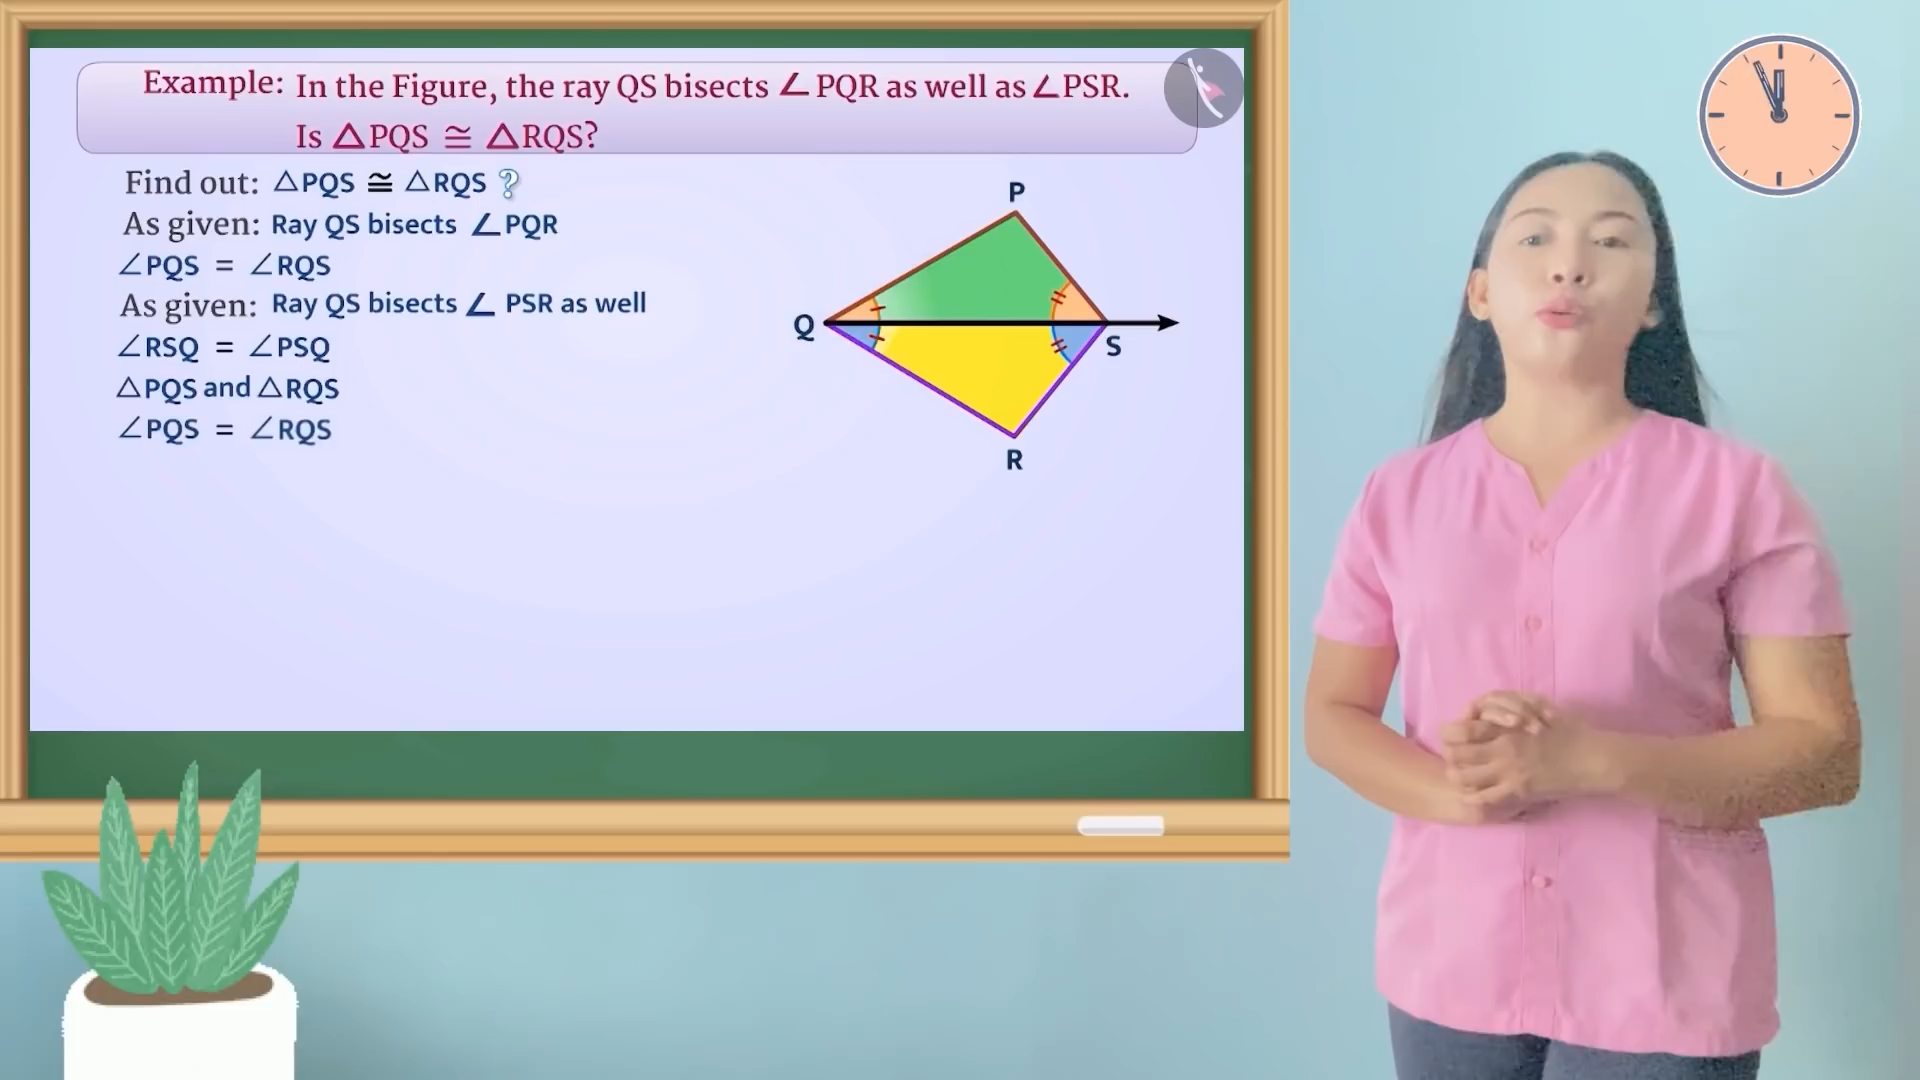 Example: In the Figure, the ray QS bisects ∠PQR as well as ∠PSR.
Is △PQS ≅ △RQS?
Find out: △PQS ≅ △RQS ?
As given: Ray QS bisects ∠PQR
∠PQS = ∠RQS
As given: Ray QS bisects ∠ PSR as well
∠RSQ = ∠PSQ
△PQS and △RQS
∠PQS = ∠RQS
P
Q
S
R